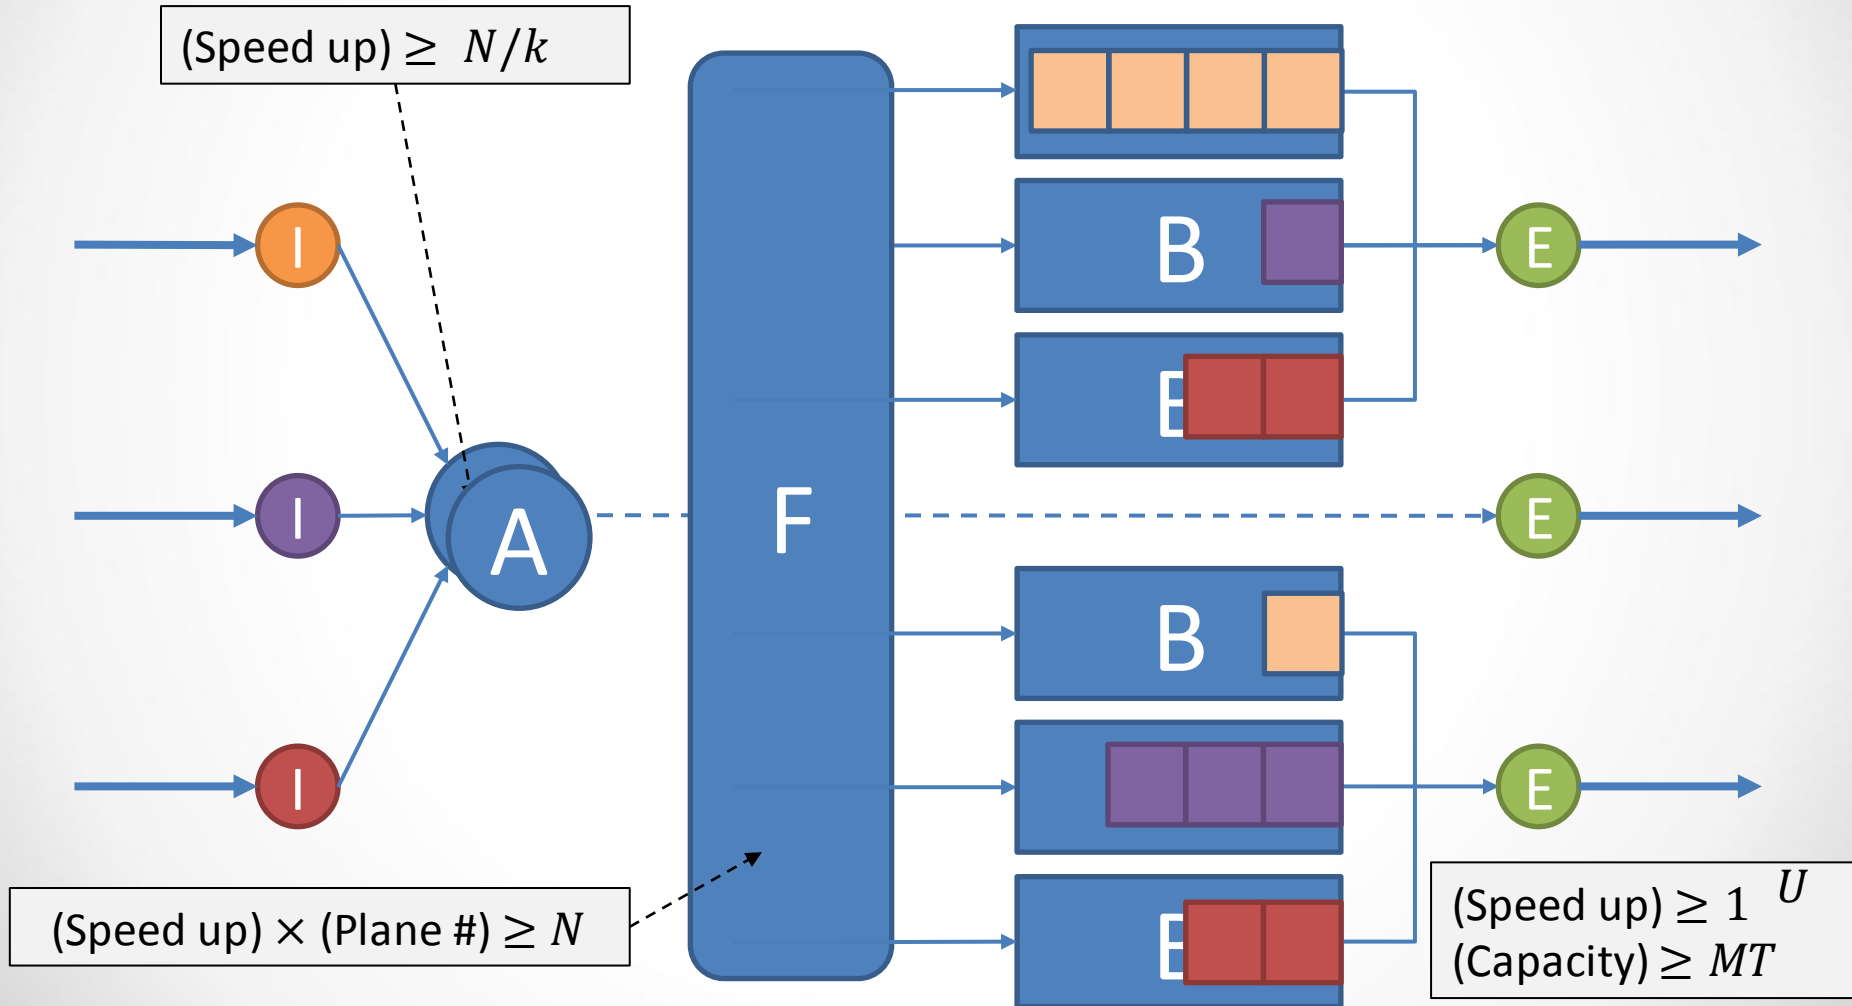 (Speed up) ≥ N/k
I
B
E
I
A
F
E
B
I
E
(Speed up) × (Plane #) ≥ N
(Speed up) ≥ 1 U
(Capacity) ≥ MT